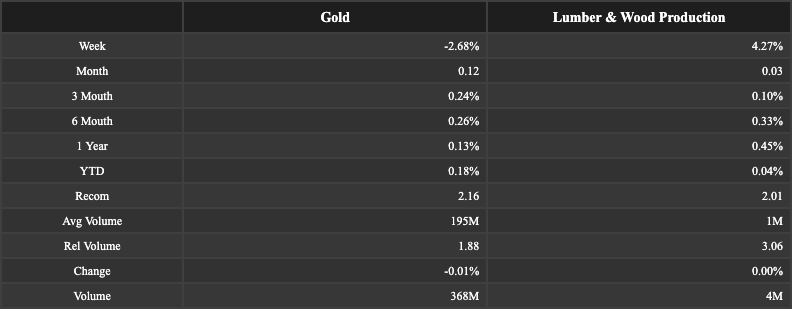 Gold Lumber & Wood Production
Week -2.68% 4.27%
Month 0.12 0.03
3 Mouth 0.24% 0.10%
6 Mouth 0.26% 0.33%
1 Year 0.13% 0.45%
YTD 0.18% 0.04%
Recom 2.16 2.01
Avg Volume 195M 1M
Rel Volume 1.88 3.06
Change -0.01% 0.00%
Volume 368M 4M